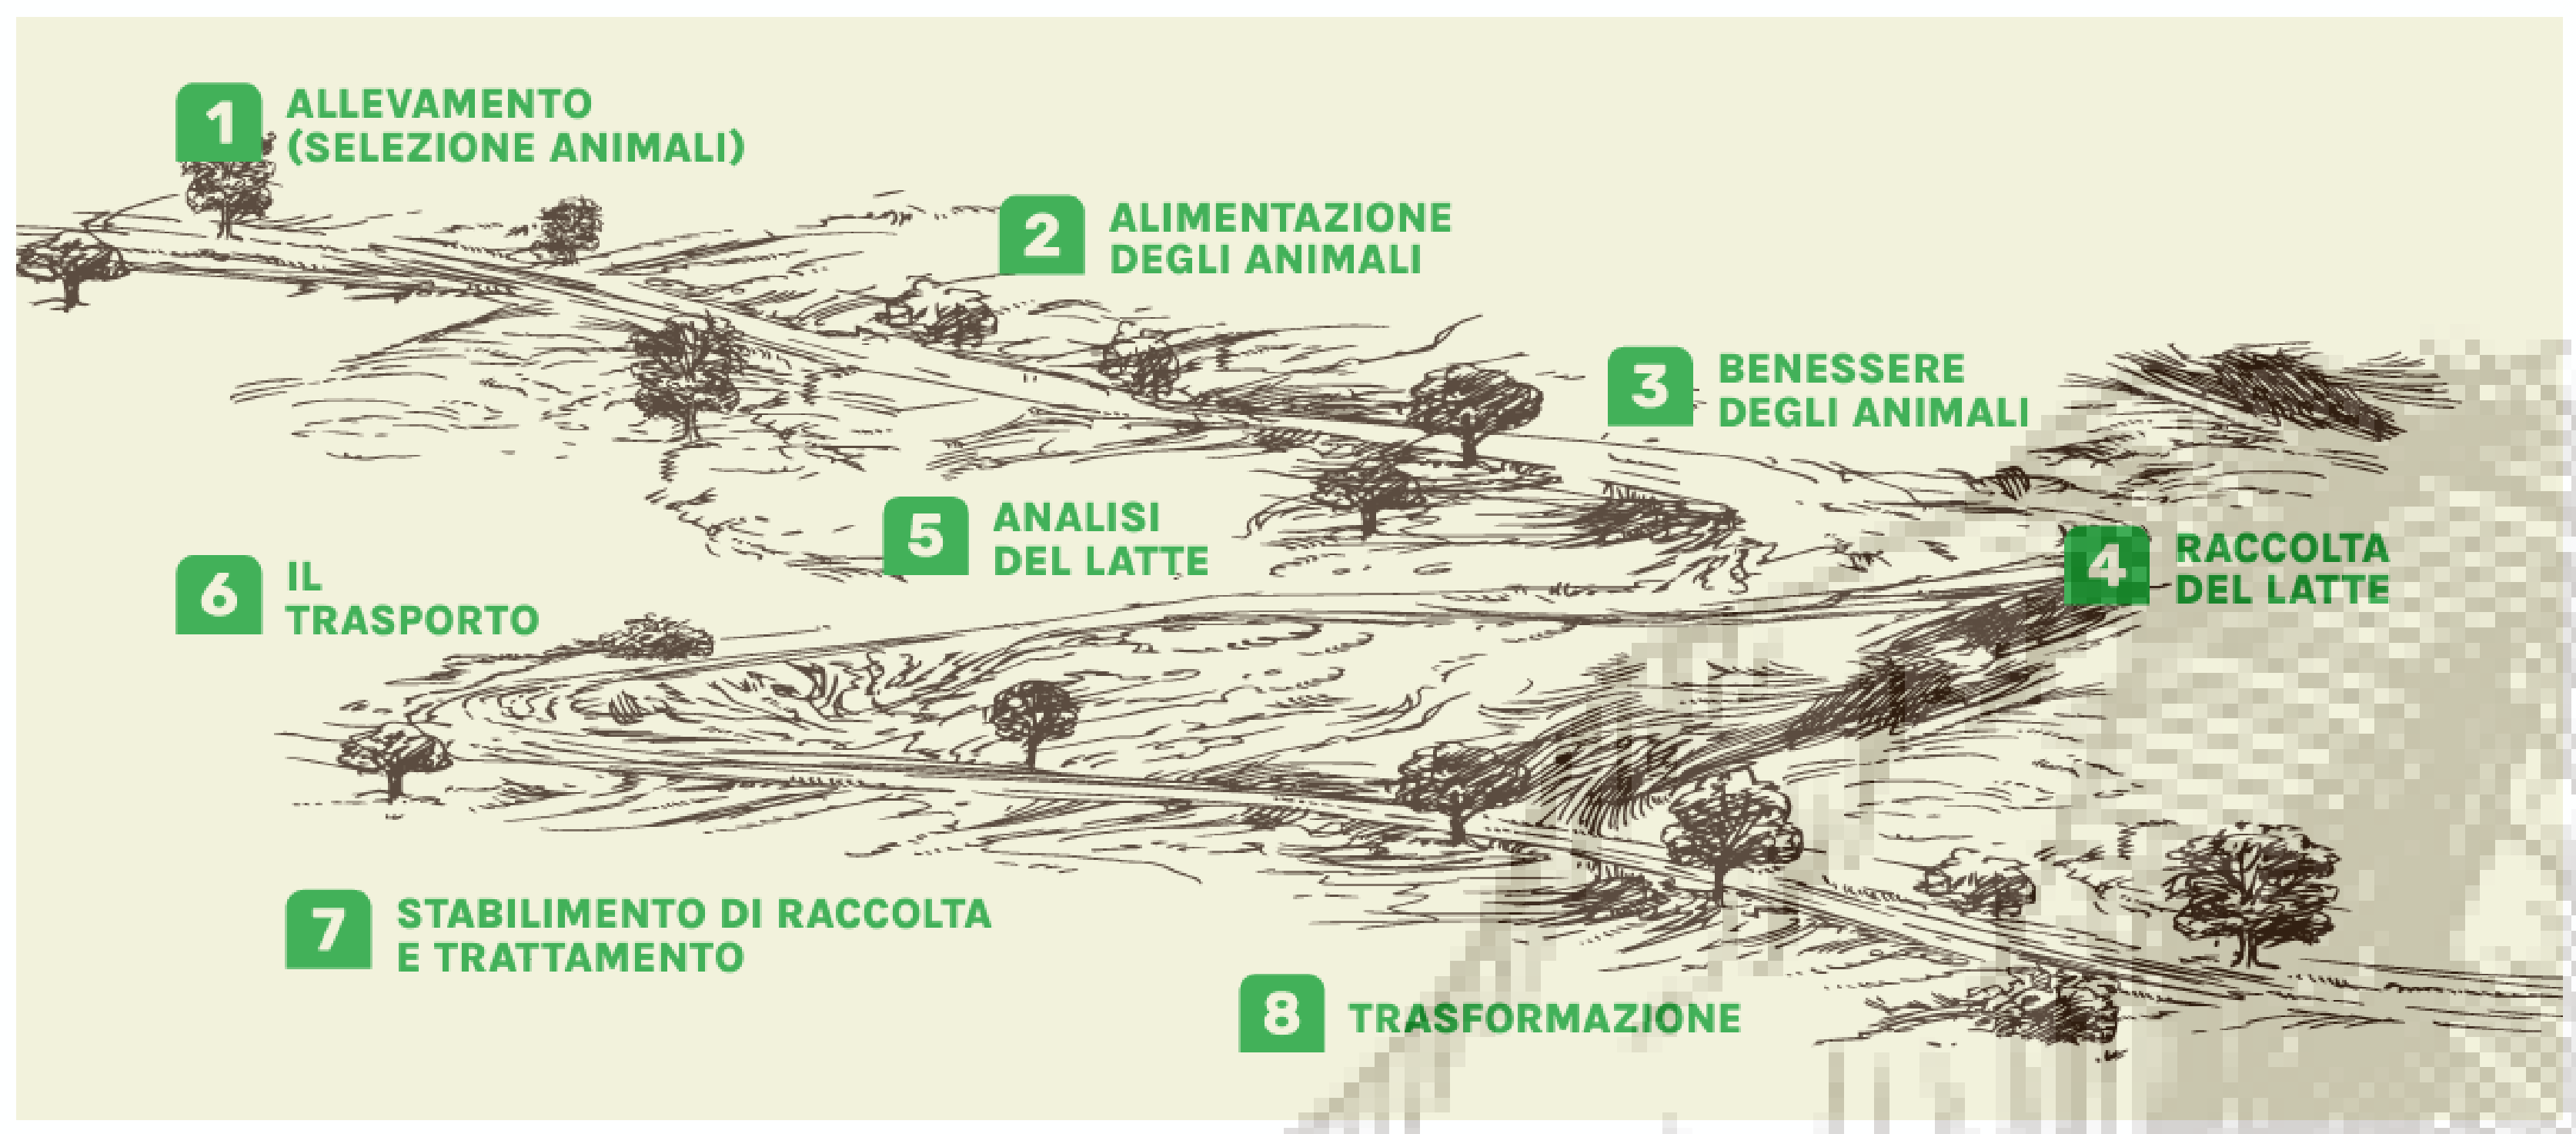 1 ALLEVAMENTO
(SELEZIONE ANIMALI)
2 ALIMENTAZIONE
DEGLI ANIMALI
3 BENESSERE
DEGLI ANIMALI
4 RACCOLTA
DEL LATTE
5 ANALISI
DEL LATTE
6 IL
TRASPORTO
7 STABILIMENTO DI RACCOLTA
E TRATTAMENTO
8 TRASFORMAZIONE